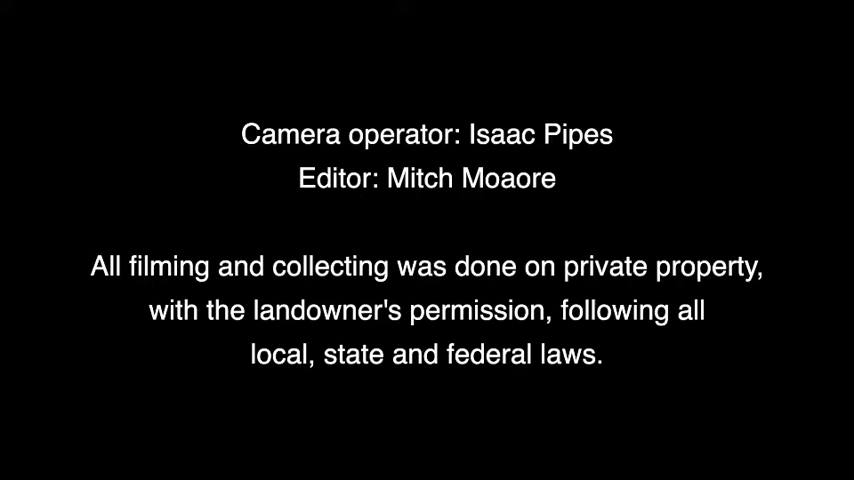 Camera operator: Isaac Pipes
Editor: Mitch Moaore
All filming and collecting was done on private property,
with the landowner's permission, following all
local, state and federal laws.